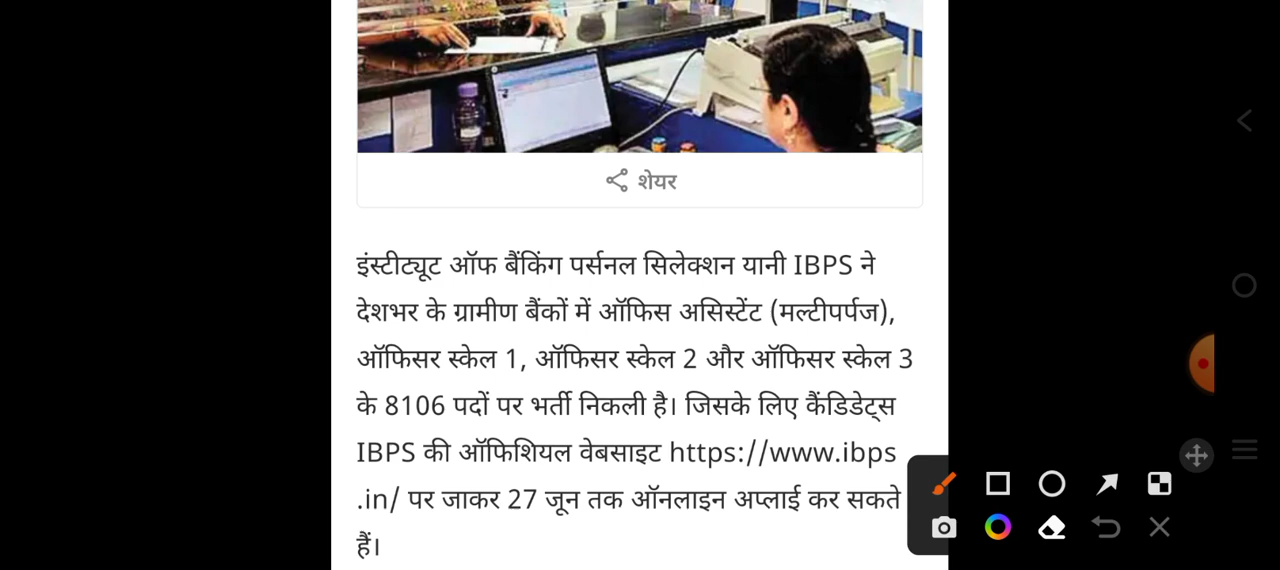 शेयर
इंस्टीट्यूट ऑफ बैंकिंग पर्सनल सिलेक्शन यानी IBPS ने
देशभर के ग्रामीण बैंकों में ऑफिस असिस्टेंट (मल्टीपर्पज),
ऑफिसर स्केल 1, ऑफिसर स्केल 2 और ऑफिसर स्केल 3
के 8106 पदों पर भर्ती निकली है। जिसके लिए कैंडिडेट्स
IBPS की ऑफिशियल वेबसाइट https://www.ibps
.in/ पर जाकर 27 जून तक ऑनलाइन अप्लाई कर सकते
हैं।